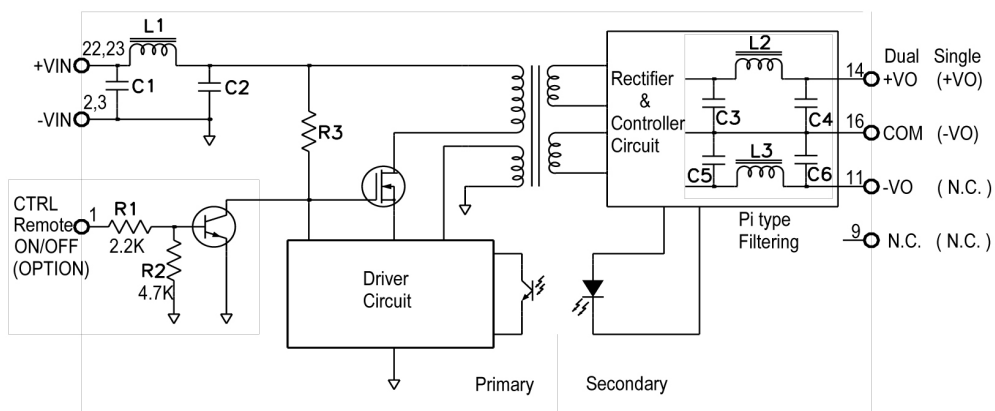 L1
22,23
+VIN
C1
C2
2,3
-VIN
R3
CTRL
Remote
ON/OFF
(OPTION)
1
R1
2.2K
R2
4.7K
Driver
Circuit
Primary
Secondary
Rectifier
&
Controller
Circuit
L2
C3
C4
L3
C5
C6
Pi type
Filtering
Dual Single
14 +VO (+VO)
16 COM (-VO)
11 -VO ( N.C. )
9 N.C. ( N.C. )